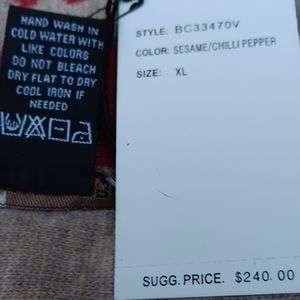 HAND WASH IN
COLD WATER WITH
LIKE COLORS
DO NOT BLEACH
DRY FLAT TO DRY
COOL IRON IF
NEEDED
STYLE: BC33470V
COLOR: SESAME/CHILLI PEPPER
SIZE: XL
SUGG. PRICE. $240.00